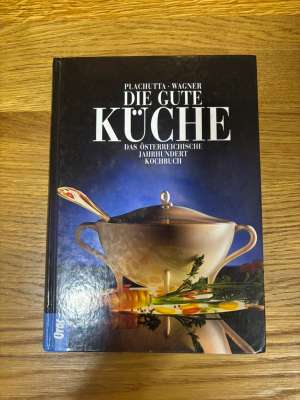 PLACHUTTA · WAGNER
DIE GUTE
KÜCHE
DAS ÖSTERREICHISCHE
JAHRHUNDERT
KOCHBUCH